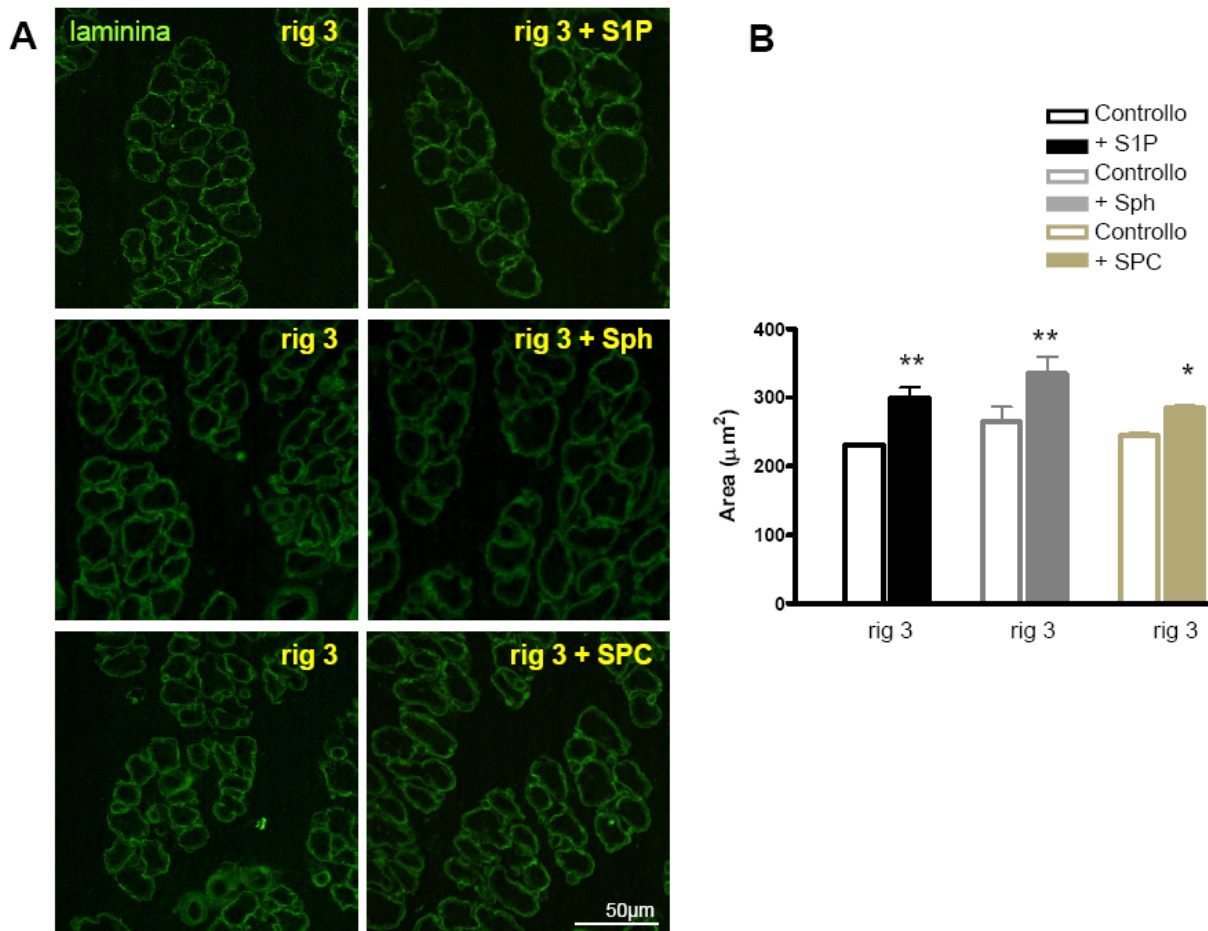 A
laminina
rig 3
rig 3 + S1P
rig 3
rig 3 + Sph
rig 3
rig 3 + SPC
50µm
B
Controllo
+ S1P
Controllo
+ Sph
Controllo
+ SPC
400
300
200
100
0
Area (µm²)
**
**
*
rig 3
rig 3
rig 3